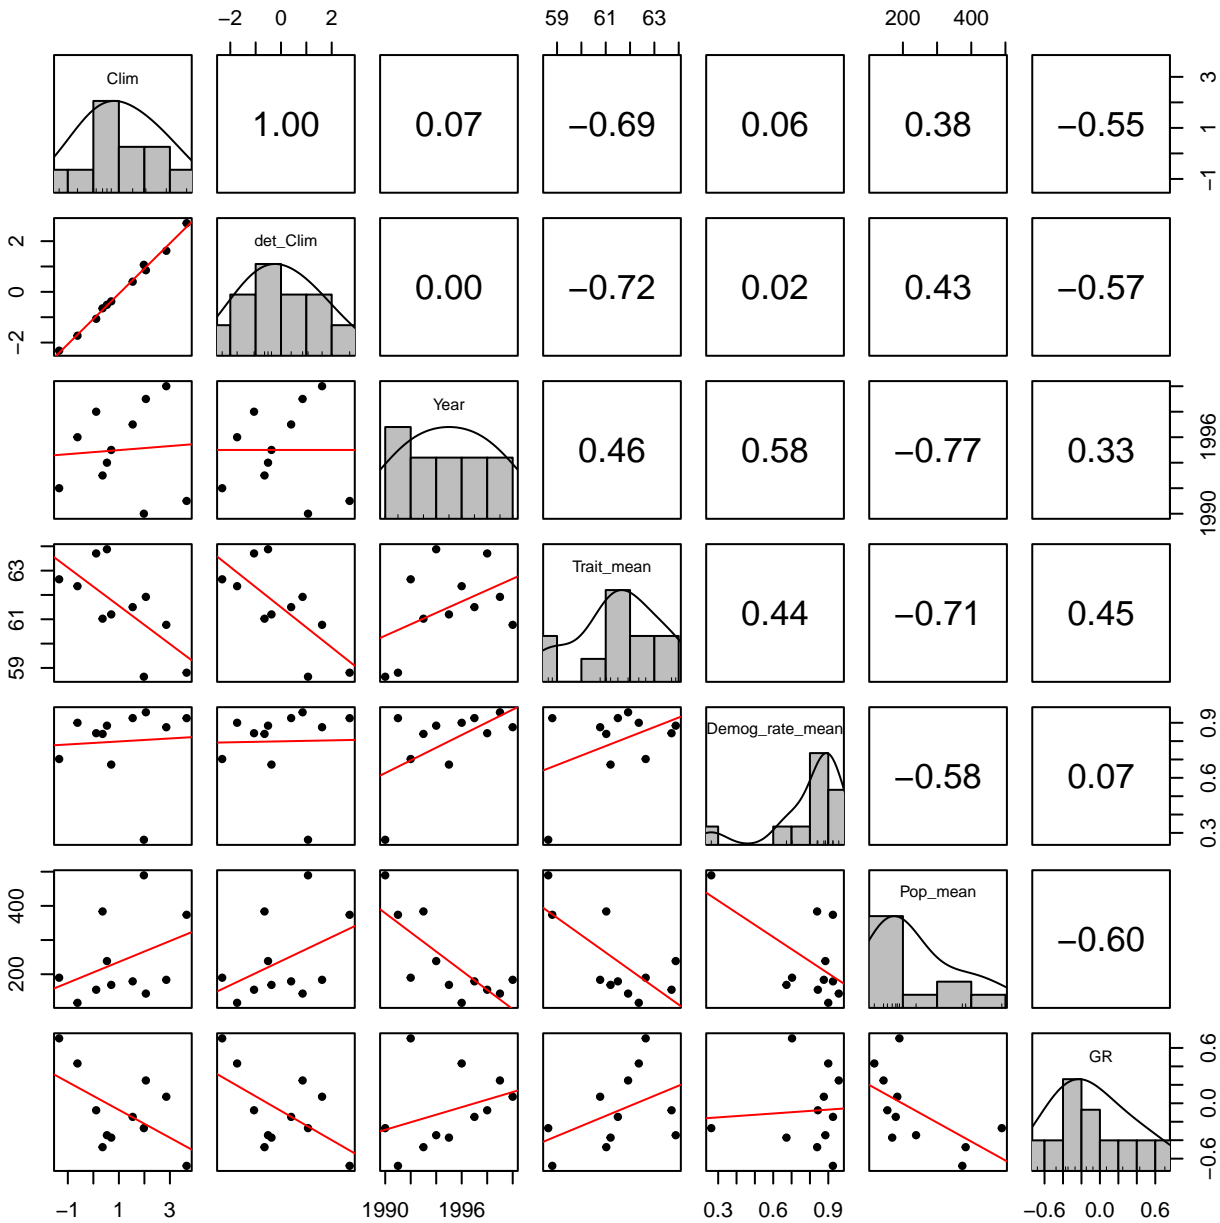 −2 0 2 59 61 63 200 400
Clim 1.00 0.07 −0.69 0.06 0.38 −0.55 −1 1 3
−2 0 2 det_Clim 0.00 −0.72 0.02 0.43 −0.57
Year 0.46 0.58 −0.77 0.33 1990 1996
59 61 63 Trait_mean 0.44 −0.71 0.45
Demog_rate_mean −0.58 0.07 0.3 0.6 0.9
200 400 Pop_mean −0.60
GR −0.6 0.0 0.6
−1 1 3 1990 1996 0.3 0.6 0.9 −0.6 0.0 0.6